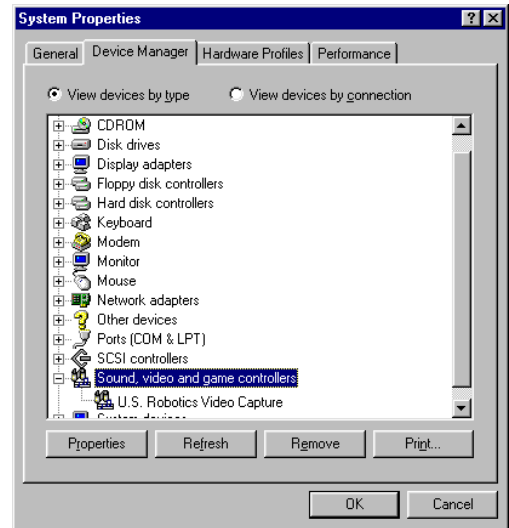 System Properties
General Device Manager Hardware Profiles Performance
View devices by type View devices by connection
CDROM
Disk drives
Display adapters
Floppy disk controllers
Hard disk controllers
Keyboard
Modem
Monitor
Mouse
Network adapters
Other devices
Ports (COM & LPT)
SCSI controllers
Sound, video and game controllers
U.S. Robotics Video Capture
System devices
Properties Refresh Remove Print...
OK Cancel